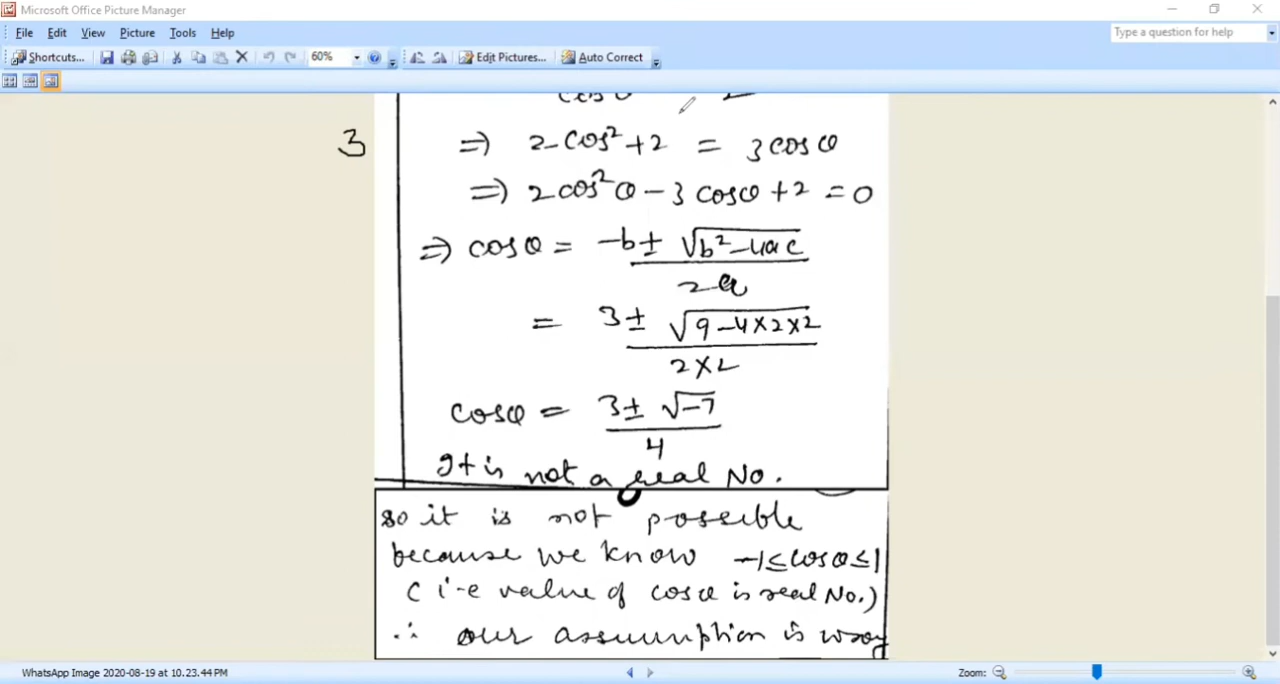 Microsoft Office Picture Manager
File Edit View Picture Tools Help
Type a question for help
Shortcuts... 60% Edit Pictures... Auto Correct
cos θ 2
3
⇒ 2cos² + 2 = 3cosθ
⇒ 2cos²θ − 3cosθ + 2 = 0
⇒ cosθ = −b ± √b² − 4ac / 2a
= 3 ± √9 − 4×2×2 / 2×2
cosθ = 3 ± √−7 / 4
It is not a real No.
so it is not possible
because we know −1 ≤ cosθ ≤ 1
( i-e value of cosθ is real No.)
∴ our assumption is wrong
WhatsApp Image 2020-08-19 at 10.23.44 PM
Zoom: